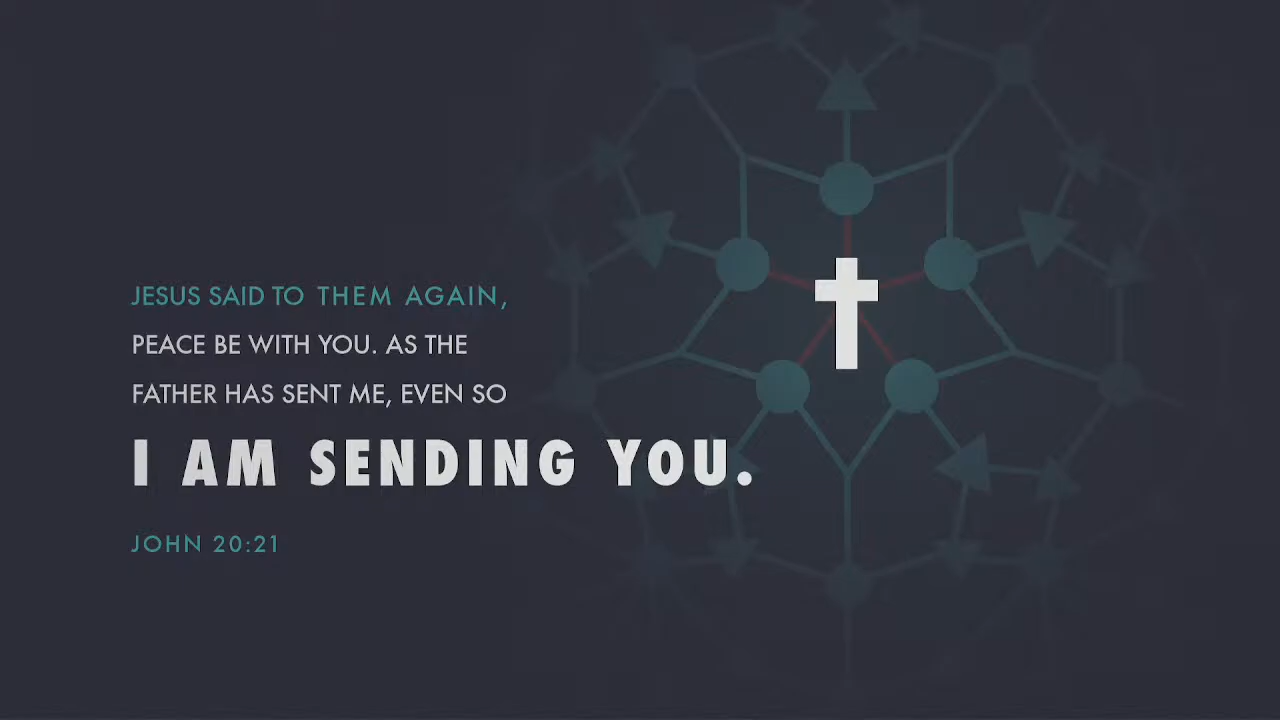 JESUS SAID TO THEM AGAIN,
PEACE BE WITH YOU. AS THE
FATHER HAS SENT ME, EVEN SO
I AM SENDING YOU.
JOHN 20:21